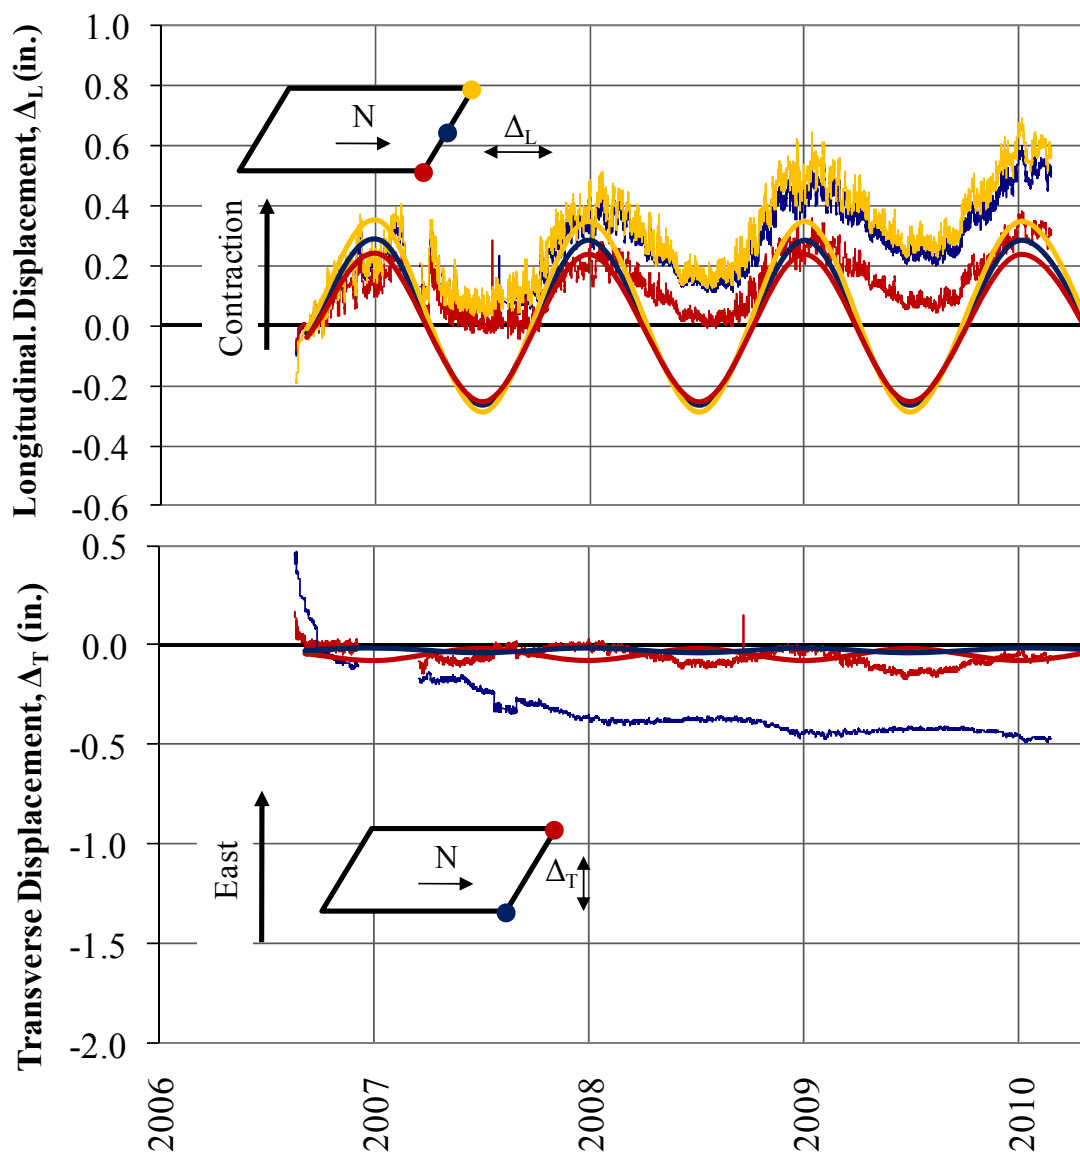 Longitudinal. Displacement, ΔL (in.)
1.0
0.8
0.6
0.4
0.2
0.0
-0.2
-0.4
-0.6
N
ΔL
Contraction
Transverse Displacement, ΔT (in.)
0.5
0.0
-0.5
-1.0
-1.5
-2.0
East
N
ΔT
2006
2007
2008
2009
2010